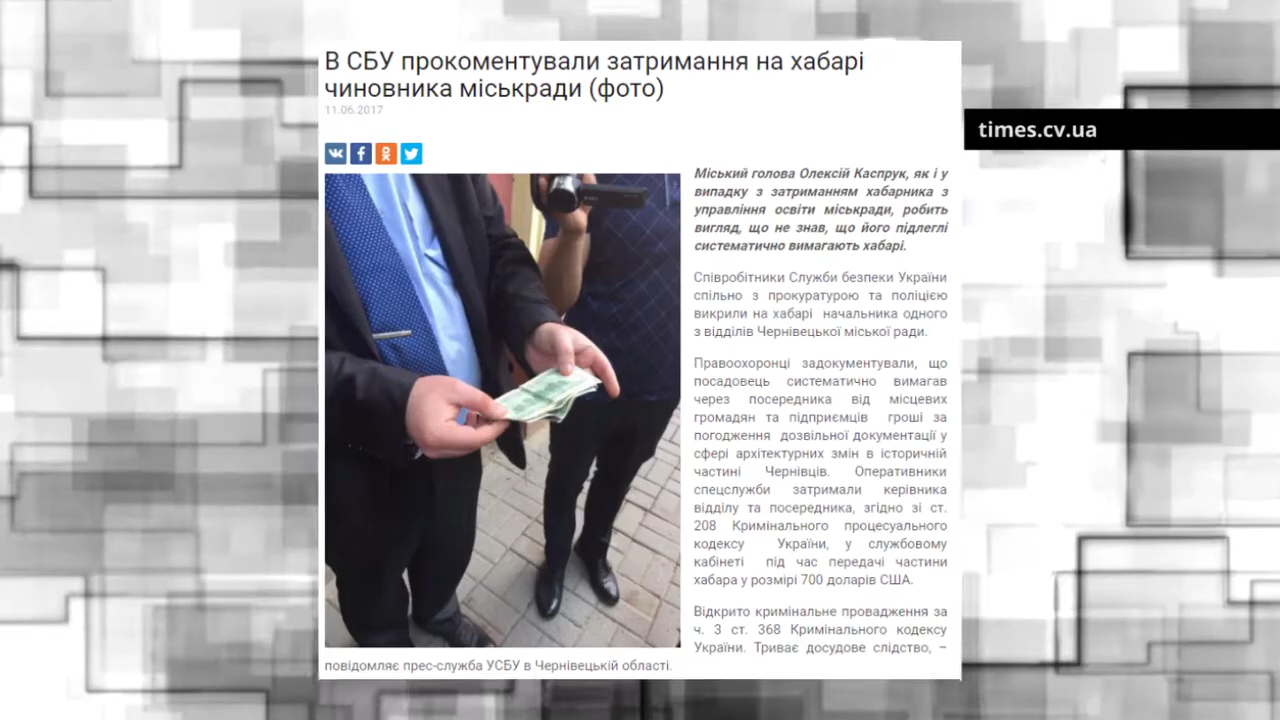 В СБУ прокоментували затримання на хабарі
чиновника міськради (фото)
11.06.2017
times.cv.ua
Міський голова Олексій Каспрук, як і у
випадку з затриманням хабарника з
управління освіти міськради, робить
вигляд, що не знав, що його підлеглі
систематично вимагають хабарі.
Співробітники Служби безпеки України
спільно з прокуратурою та поліцією
викрили на хабарі начальника одного
з відділів Чернівецької міської ради.
Правоохоронці задокументували, що
посадовець систематично вимагав
через посередника від місцевих
громадян та підприємців гроші за
погодження дозвільної документації у
сфері архітектурних змін в історичній
частині Чернівців. Оперативники
спецслужби затримали керівника
відділу та посередника, згідно зі ст.
208 Кримінального процесуального
кодексу України, у службовому
кабінеті під час передачі частини
хабара у розмірі 700 доларів США.
Відкрито кримінальне провадження за
ч. 3 ст. 368 Кримінального кодексу
України. Триває досудове слідство, –
повідомляє прес-служба УСБУ в Чернівецькій області.